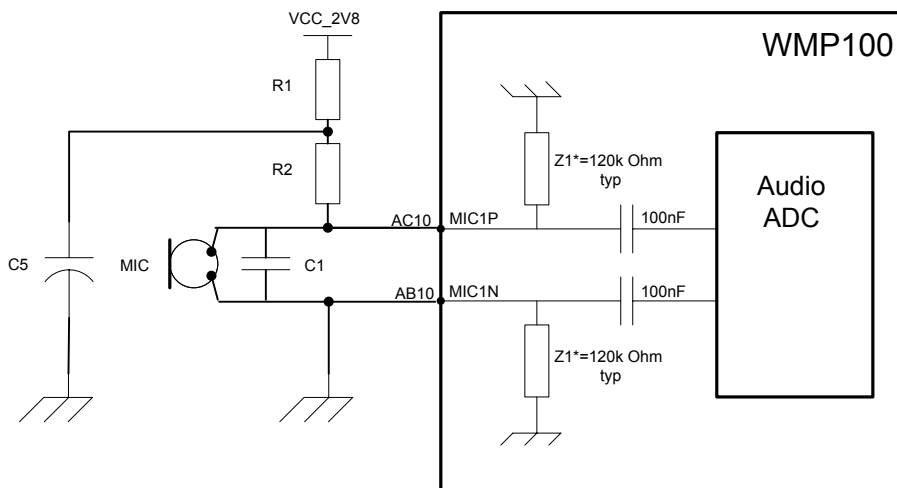 VCC_2V8
WMP100
R1
Z1*=120k Ohm
typ
R2
Audio
ADC
100nF
AC10
MIC1P
C5
MIC
C1
AB10
MIC1N
100nF
Z1*=120k Ohm
typ